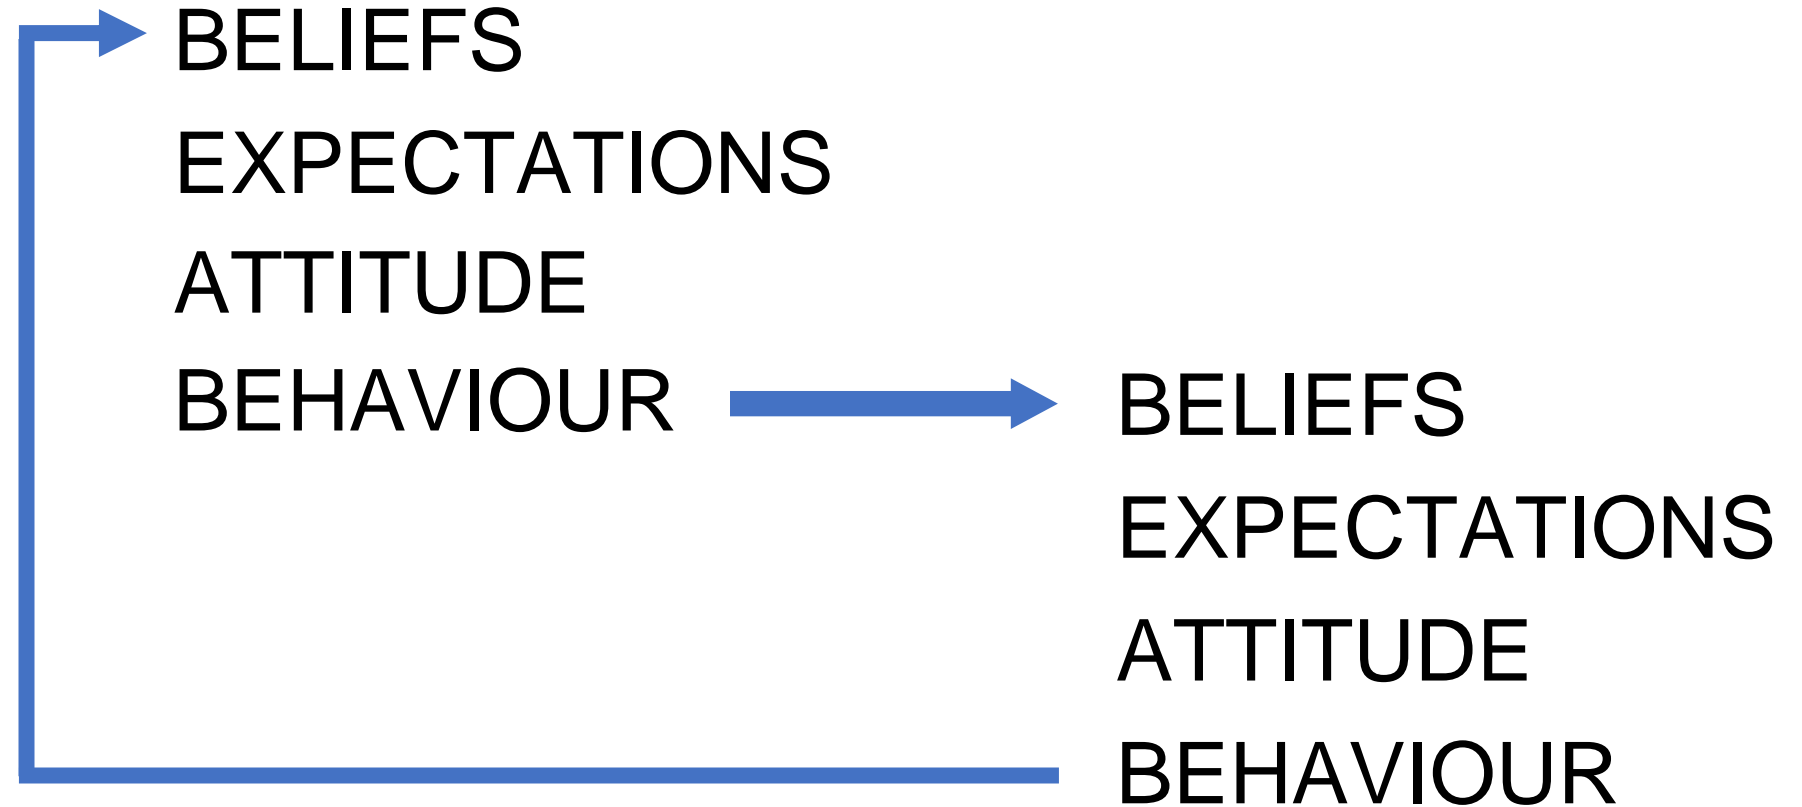 BELIEFS
EXPECTATIONS
ATTITUDE
BEHAVIOUR
BELIEFS
EXPECTATIONS
ATTITUDE
BEHAVIOUR